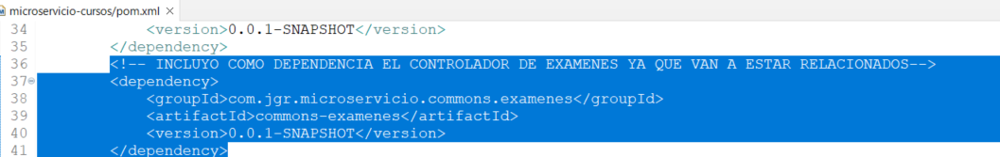 microservicio-cursos/pom.xml
34 <version>0.0.1-SNAPSHOT</version>
35 </dependency>
36 <!-- INCLUYO COMO DEPENDENCIA EL CONTROLADOR DE EXAMENES YA QUE VAN A ESTAR RELACIONADOS-->
37 <dependency>
38 <groupId>com.jgr.microservicio.commons.examenes</groupId>
39 <artifactId>commons-examenes</artifactId>
40 <version>0.0.1-SNAPSHOT</version>
41 </dependency>